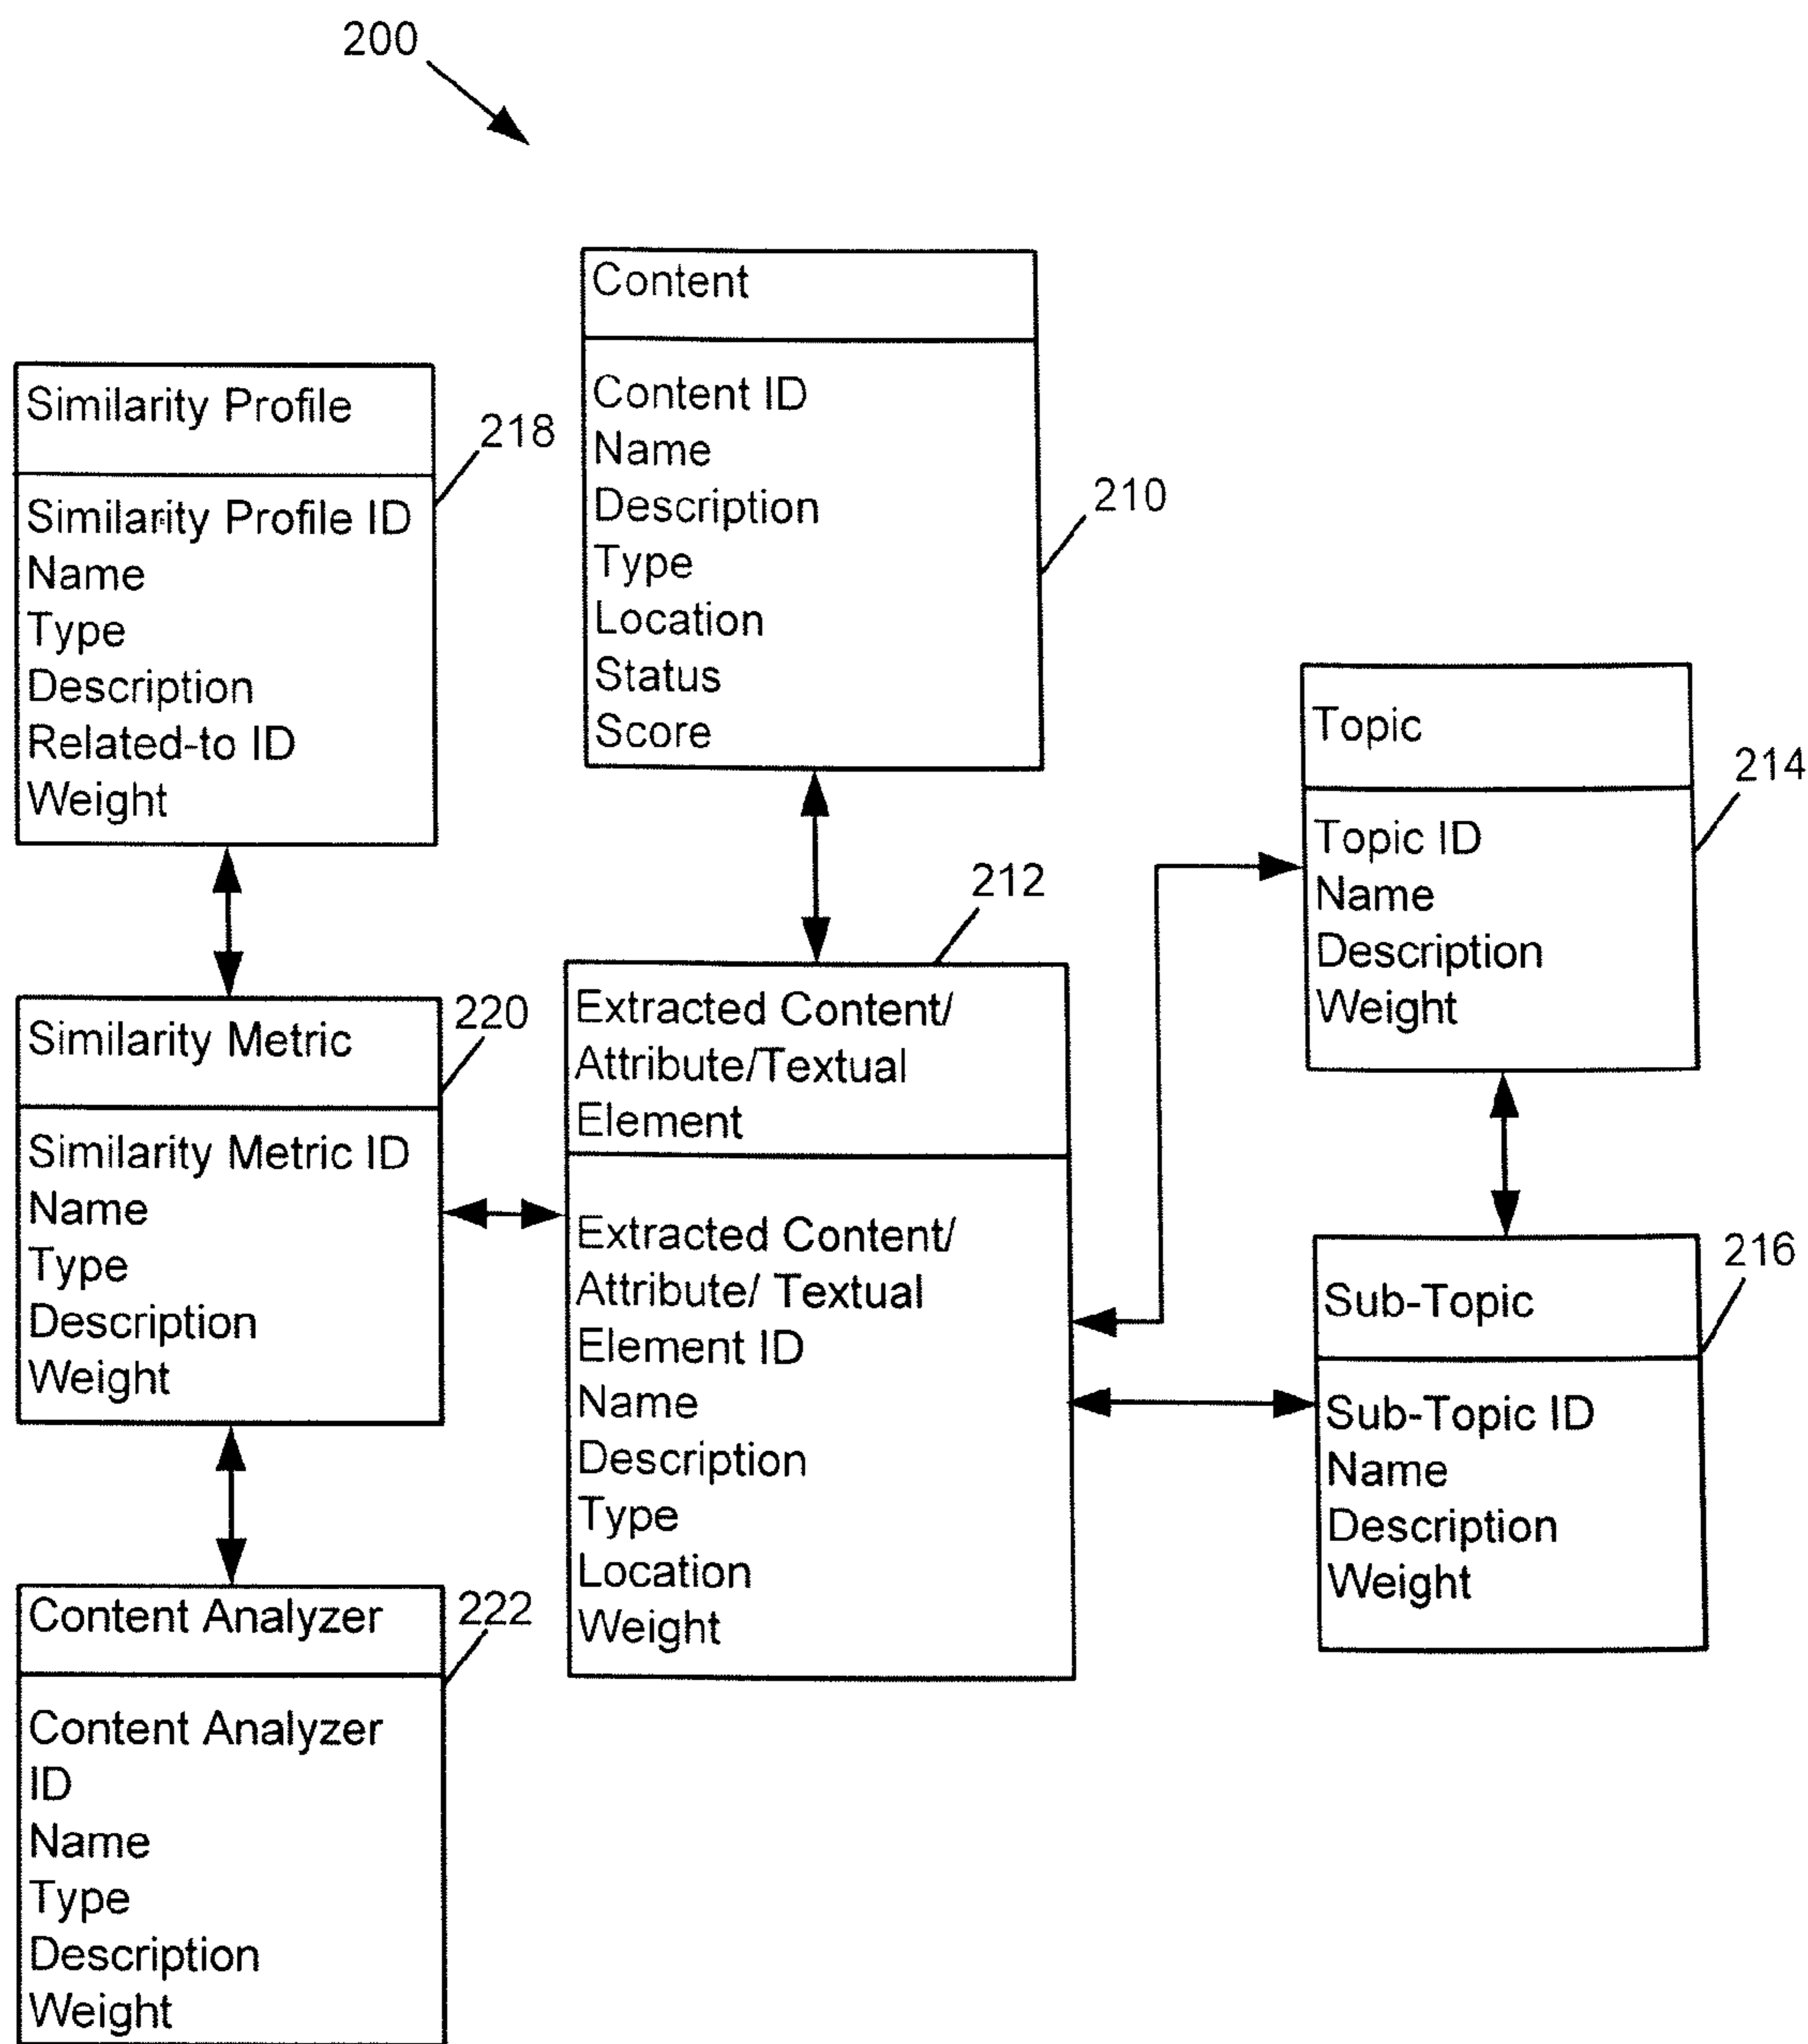 200
Content
Content ID
Name
Description
Type
Location
Status
Score
210
Similarity Profile
218
Similarity Profile ID
Name
Type
Description
Related-to ID
Weight
Topic
214
Topic ID
Name
Description
Weight
212
Extracted Content/
Attribute/Textual
Element
Extracted Content/
Attribute/ Textual
Element ID
Name
Description
Type
Location
Weight
Similarity Metric
220
Similarity Metric ID
Name
Type
Description
Weight
Sub-Topic
216
Sub-Topic ID
Name
Description
Weight
Content Analyzer
222
Content Analyzer
ID
Name
Type
Description
Weight